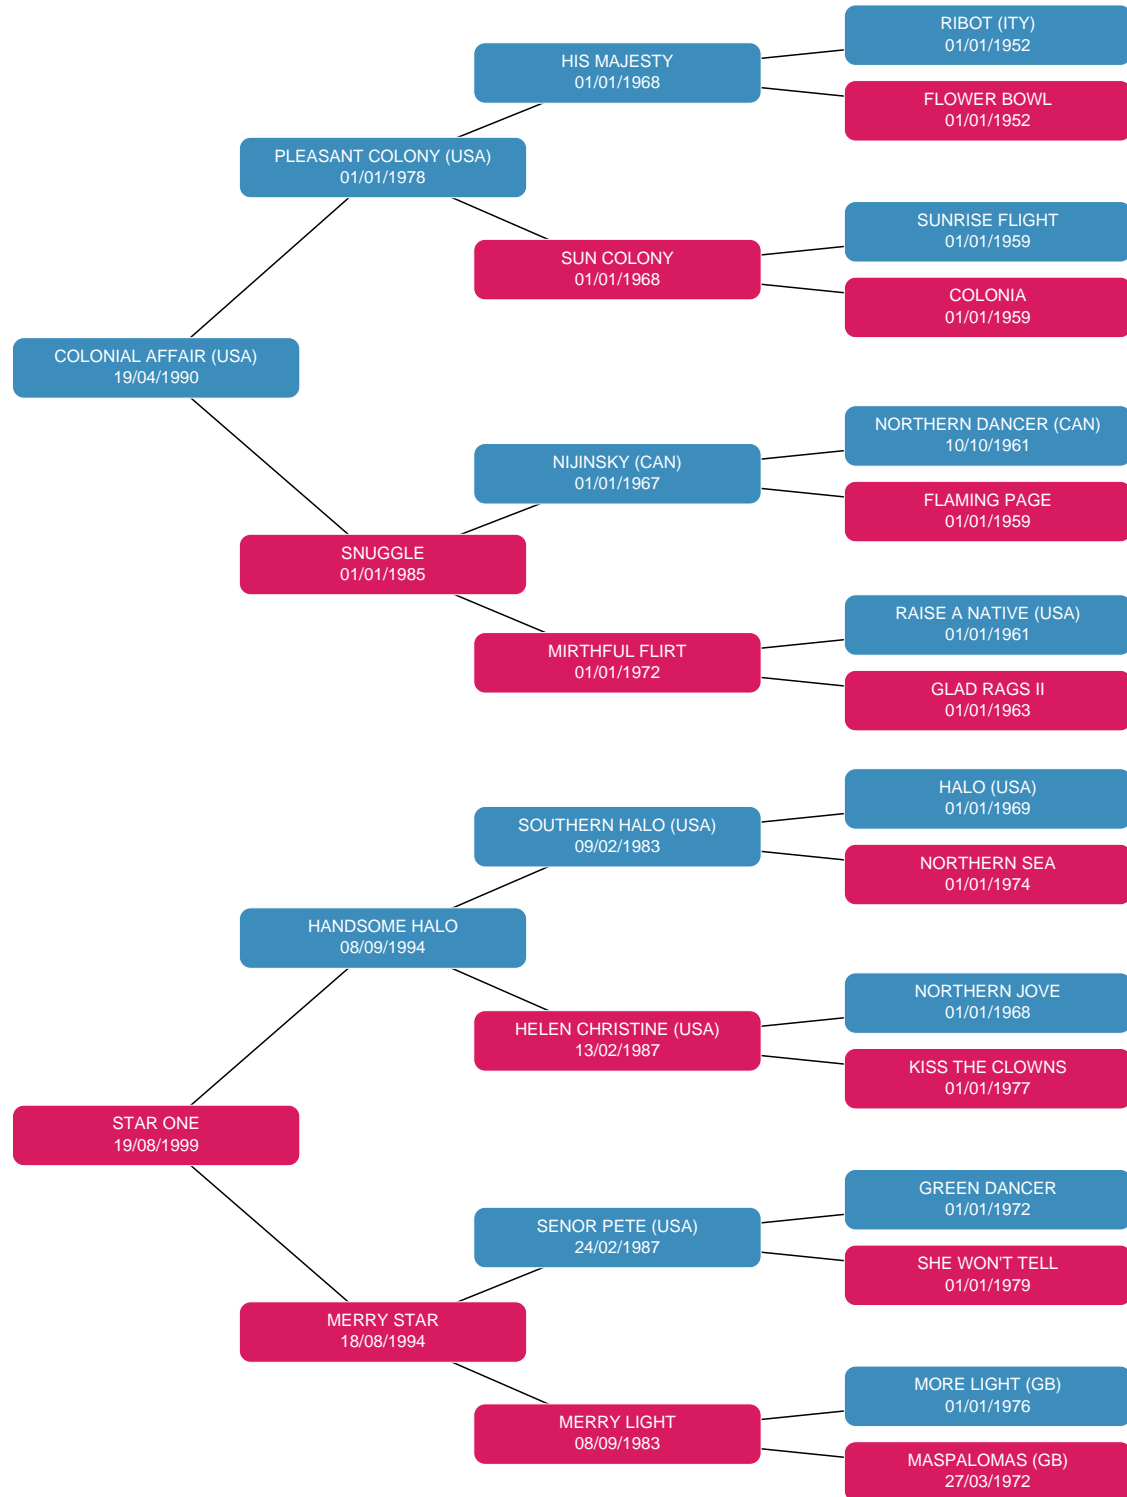 RIBOT (ITY)
01/01/1952
HIS MAJESTY
01/01/1968
FLOWER BOWL
01/01/1952
PLEASANT COLONY (USA)
01/01/1978
SUNRISE FLIGHT
01/01/1959
SUN COLONY
01/01/1968
COLONIA
01/01/1959
COLONIAL AFFAIR (USA)
19/04/1990
NORTHERN DANCER (CAN)
10/10/1961
NIJINSKY (CAN)
01/01/1967
FLAMING PAGE
01/01/1959
SNUGGLE
01/01/1985
RAISE A NATIVE (USA)
01/01/1961
MIRTHFUL FLIRT
01/01/1972
GLAD RAGS II
01/01/1963
HALO (USA)
01/01/1969
SOUTHERN HALO (USA)
09/02/1983
NORTHERN SEA
01/01/1974
HANDSOME HALO
08/09/1994
NORTHERN JOVE
01/01/1968
HELEN CHRISTINE (USA)
13/02/1987
KISS THE CLOWNS
01/01/1977
STAR ONE
19/08/1999
GREEN DANCER
01/01/1972
SENOR PETE (USA)
24/02/1987
SHE WON'T TELL
01/01/1979
MERRY STAR
18/08/1994
MORE LIGHT (GB)
01/01/1976
MERRY LIGHT
08/09/1983
MASPALOMAS (GB)
27/03/1972